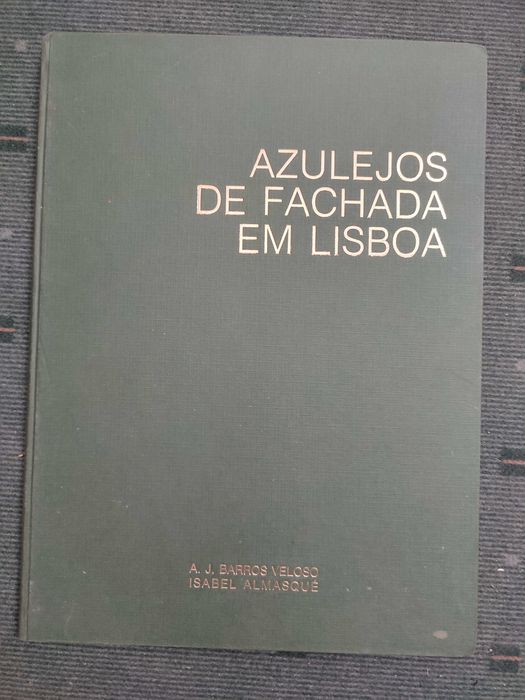 AZULEJOS
DE FACHADA
EM LISBOA
A. J. BARROS VELOSO
ISABEL ALMASQUÉ